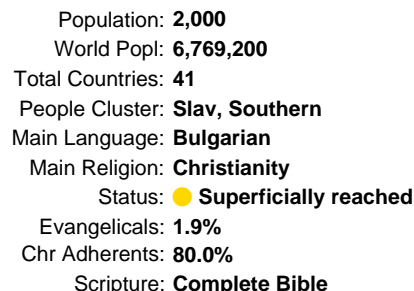 Population: 2,000
World Popl: 6,769,200
Total Countries: 41
People Cluster: Slav, Southern
Main Language: Bulgarian
Main Religion: Christianity
Status: Superficially reached
Evangelicals: 1.9%
Chr Adherents: 80.0%
Scripture: Complete Bible